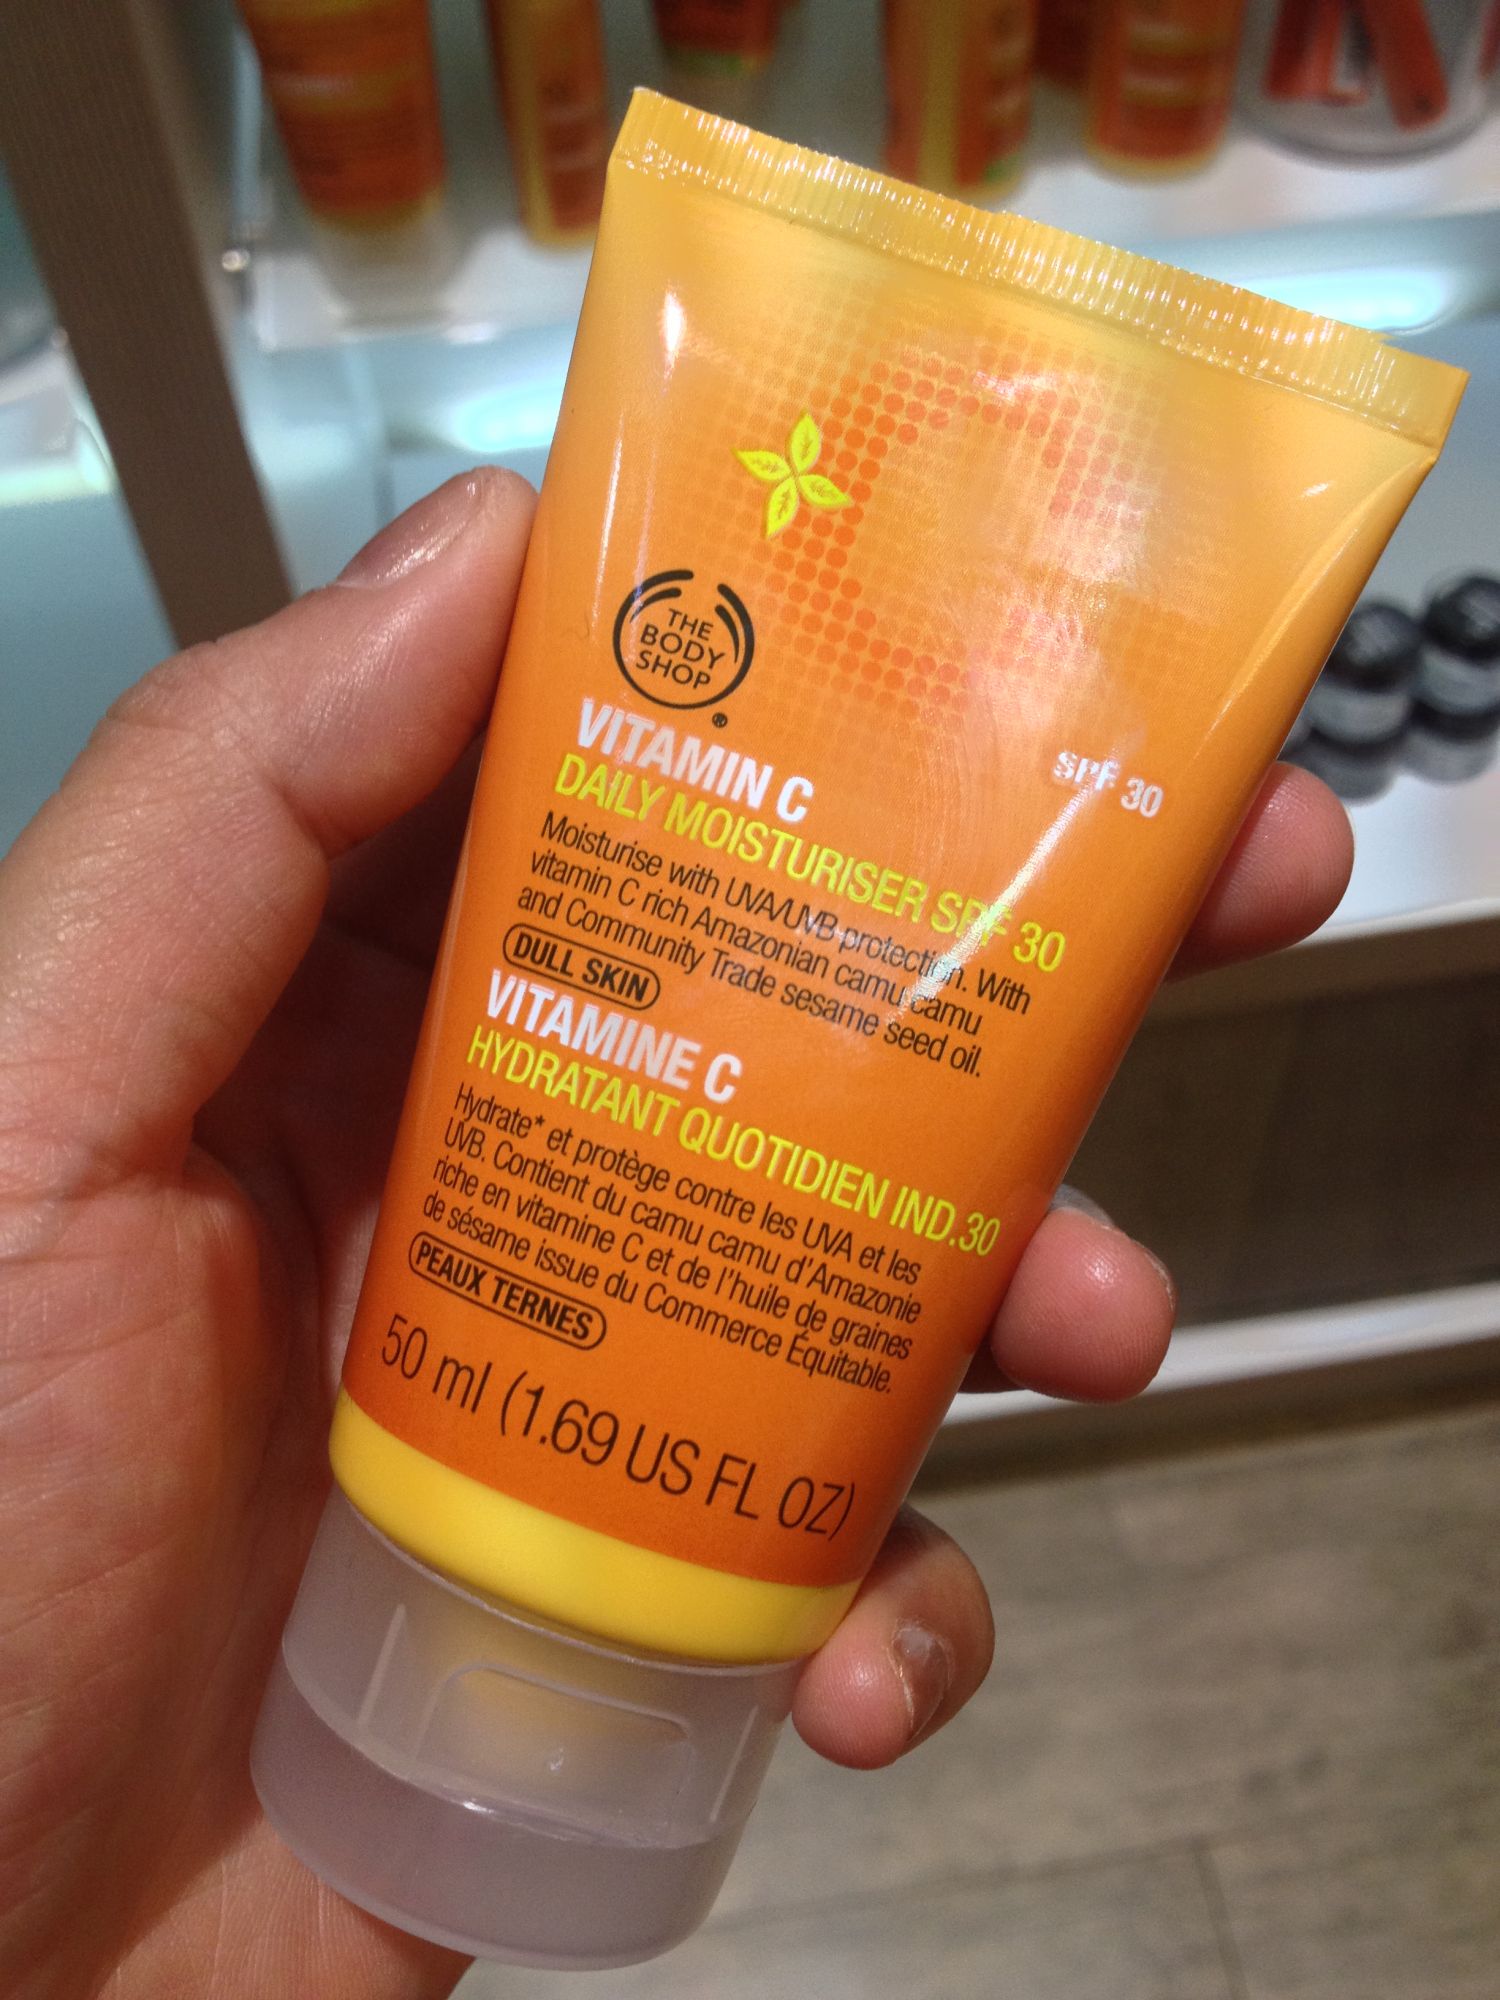 THE
BODY
SHOP
®
VITAMIN C
SPF 30
DAILY MOISTURISER SPF 30
Moisturise with UVA/UVB protection. With
vitamin C rich Amazonian camu camu
and Community Trade sesame seed oil.
DULL SKIN
VITAMINE C
HYDRATANT QUOTIDIEN IND.30
Hydrate* et protège contre les UVA et les
UVB. Contient du camu camu d'Amazonie
riche en vitamine C et de l'huile de graines
de sésame issue du Commerce Équitable.
PEAUX TERNES
50 ml (1.69 US FL OZ)